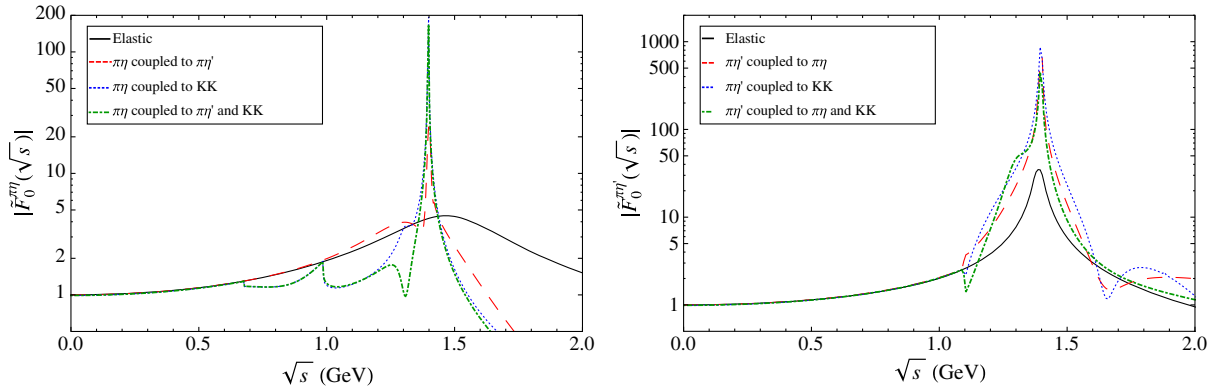 200
100
50
20
10
5
2
1
|F̃₀^{πη}(√s)|
Elastic
πη coupled to πη'
πη coupled to KK
πη coupled to πη' and KK
0.0 0.5 1.0 1.5 2.0
√s (GeV)
1000
500
100
50
10
5
1
|F̃₀^{πη'}(√s)|
Elastic
πη' coupled to πη
πη' coupled to KK
πη' coupled to πη and KK
0.0 0.5 1.0 1.5 2.0
√s (GeV)